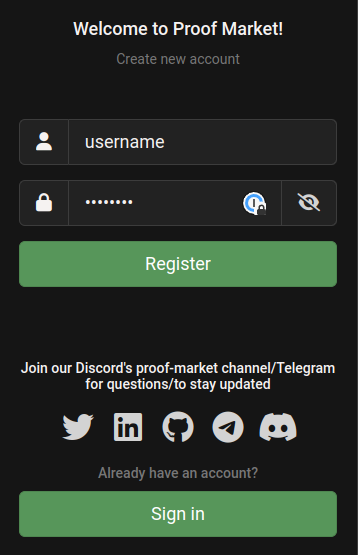 Welcome to Proof Market!
Create new account
username
••••••••
Register
Join our Discord's proof-market channel/Telegram
for questions/to stay updated
Already have an account?
Sign in